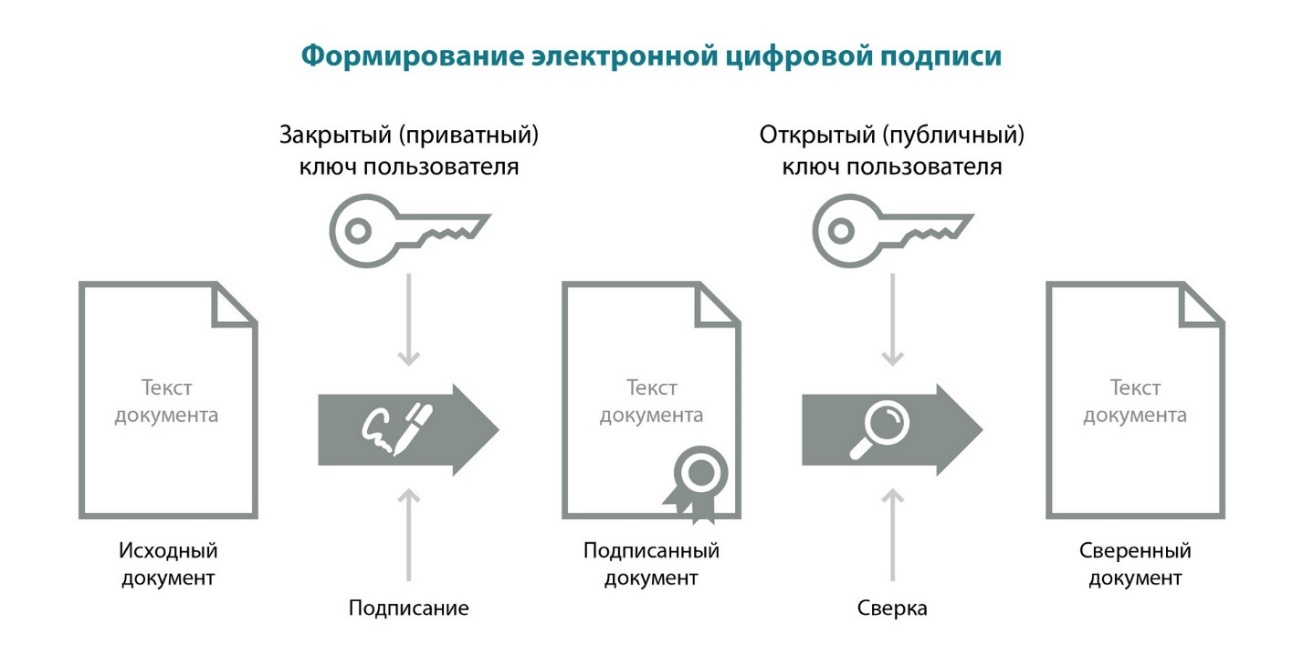 Формирование электронной цифровой подписи
Закрытый (приватный)
ключ пользователя
Открытый (публичный)
ключ пользователя
Текст
документа
Текст
документа
Текст
документа
Исходный
документ
Подписанный
документ
Сверенный
документ
Подписание
Сверка